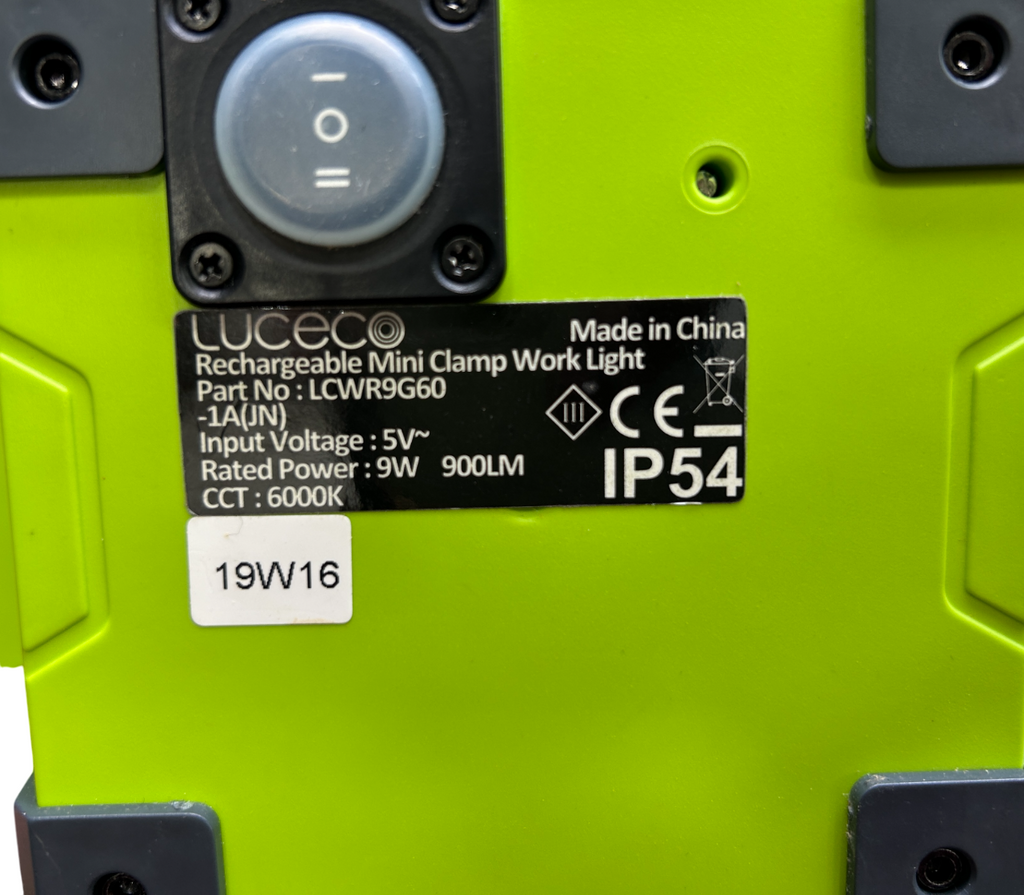 I
O
II
LUCECO
Made in China
Rechargeable Mini Clamp Work Light
Part No : LCWR9G60
-1A(JN)
Input Voltage : 5V~
Rated Power : 9W 900LM
CCT : 6000K
III
CE
IP54
19W16